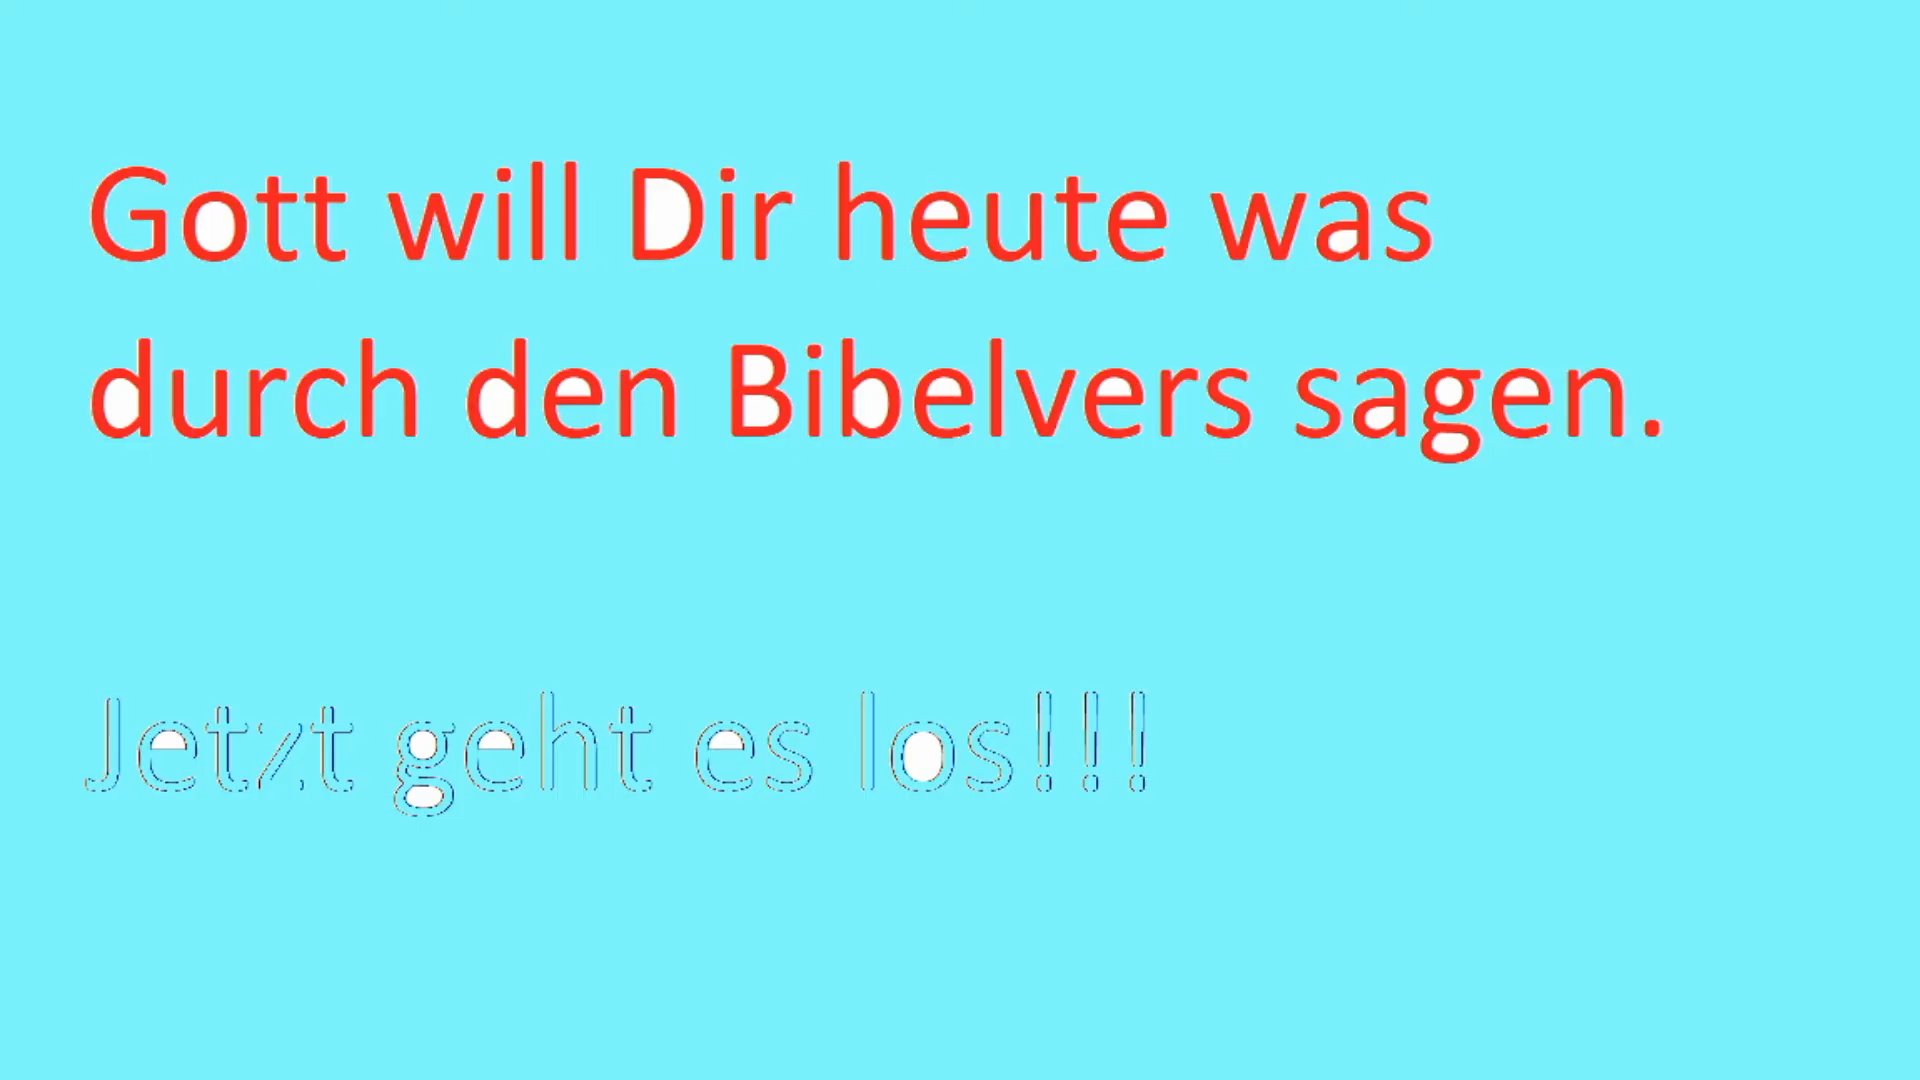 Gott will Dir heute was
durch den Bibelvers sagen.
Jetzt geht es los!!!